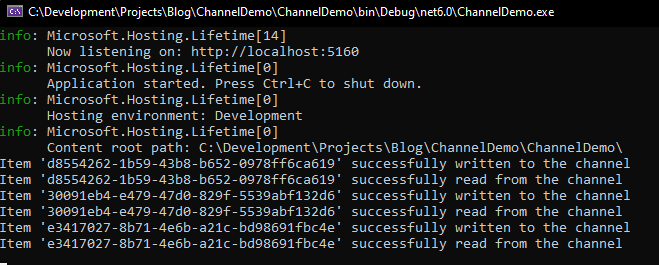 C:\Development\Projects\Blog\ChannelDemo\ChannelDemo\bin\Debug\net6.0\ChannelDemo.exe
info: Microsoft.Hosting.Lifetime[14]
      Now listening on: http://localhost:5160
info: Microsoft.Hosting.Lifetime[0]
      Application started. Press Ctrl+C to shut down.
info: Microsoft.Hosting.Lifetime[0]
      Hosting environment: Development
info: Microsoft.Hosting.Lifetime[0]
      Content root path: C:\Development\Projects\Blog\ChannelDemo\ChannelDemo\
Item 'd8554262-1b59-43b8-b652-0978ff6ca619' successfully written to the channel
Item 'd8554262-1b59-43b8-b652-0978ff6ca619' successfully read from the channel
Item '30091eb4-e479-47d0-829f-5539abf132d6' successfully written to the channel
Item '30091eb4-e479-47d0-829f-5539abf132d6' successfully read from the channel
Item 'e3417027-8b71-4e6b-a21c-bd98691fbc4e' successfully written to the channel
Item 'e3417027-8b71-4e6b-a21c-bd98691fbc4e' successfully read from the channel